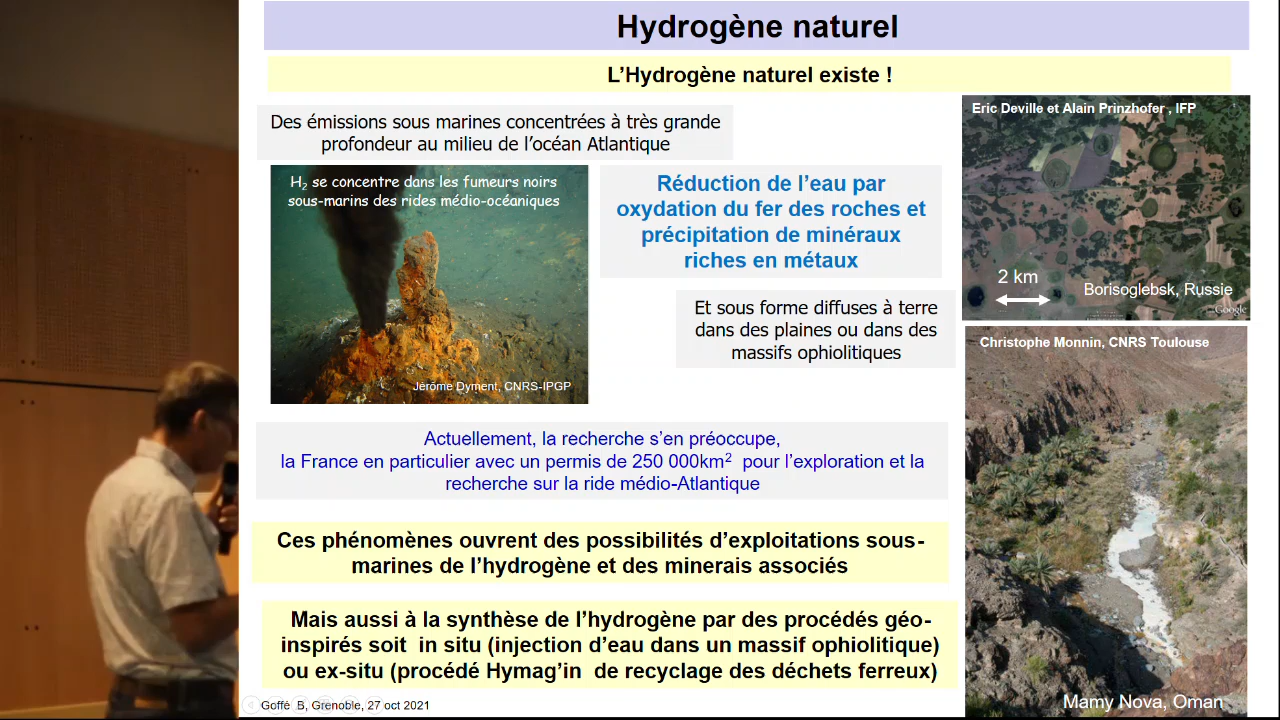 Hydrogène naturel
L'Hydrogène naturel existe !
Des émissions sous marines concentrées à très grande
profondeur au milieu de l'océan Atlantique
H2 se concentre dans les fumeurs noirs
sous-marins des rides médio-océaniques
Jérôme Dyment, CNRS-IPGP
Réduction de l'eau par
oxydation du fer des roches et
précipitation de minéraux
riches en métaux
Et sous forme diffuses à terre
dans des plaines ou dans des
massifs ophiolitiques
Eric Deville et Alain Prinzhofer , IFP
2 km
Borisoglebsk, Russie
Google
Christophe Monnin, CNRS Toulouse
Mamy Nova, Oman
Actuellement, la recherche s'en préoccupe,
la France en particulier avec un permis de 250 000km² pour l'exploration et la
recherche sur la ride médio-Atlantique
Ces phénomènes ouvrent des possibilités d'exploitations sous-
marines de l'hydrogène et des minerais associés
Mais aussi à la synthèse de l'hydrogène par des procédés géo-
inspirés soit in situ (injection d'eau dans un massif ophiolitique)
ou ex-situ (procédé Hymag'in de recyclage des déchets ferreux)
Goffé B, Grenoble, 27 oct 2021